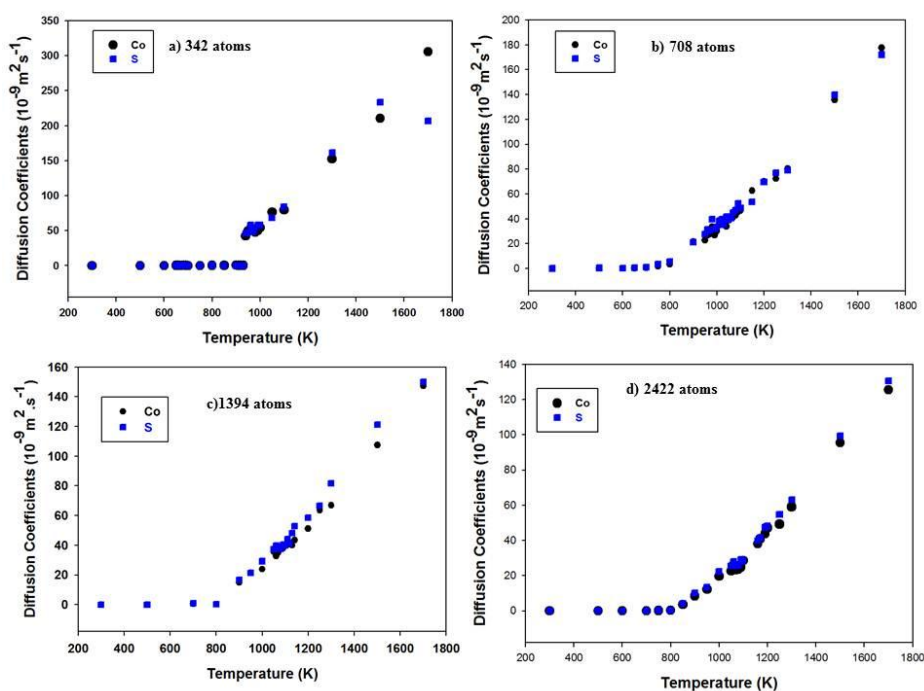 a) 342 atoms
Co
S
350
300
250
200
150
100
50
0
200 400 600 800 1000 1200 1400 1600 1800
Temperature (K)
Diffusion Coefficients (10⁻⁹m²s⁻¹)
b) 708 atoms
Co
S
180
160
140
120
100
80
60
40
20
0
200 400 600 800 1000 1200 1400 1600 1800
Temperature (K)
Diffusion Coefficients (10⁻⁹m²s⁻¹)
c)1394 atoms
Co
S
160
140
120
100
80
60
40
20
0
200 400 600 800 1000 1200 1400 1600 1800
Temperature (K)
Diffusion Coefficients (10⁻⁹m².s⁻¹)
d) 2422 atoms
Co
S
140
120
100
80
60
40
20
0
200 400 600 800 1000 1200 1400 1600 1800
Temperature (K)
Diffusion Coefficients (10⁻⁹m²s⁻¹)